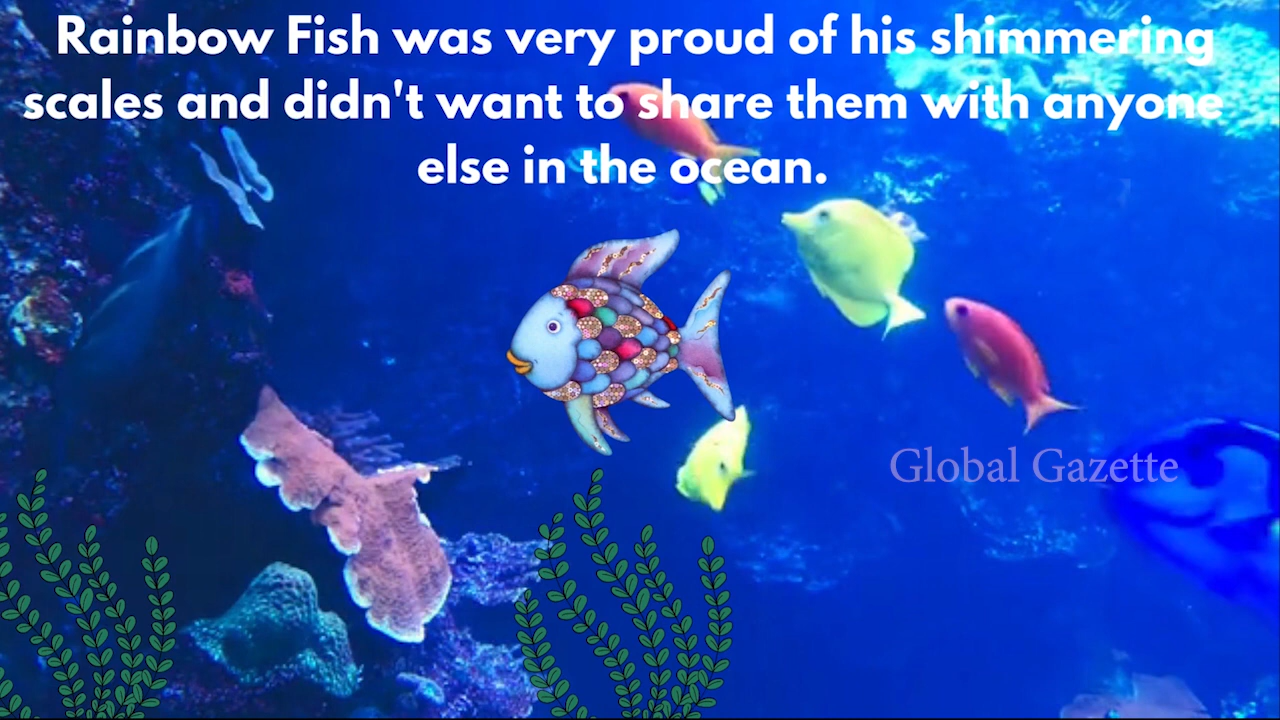 Rainbow Fish was very proud of his shimmering
scales and didn't want to share them with anyone
else in the ocean.
Global Gazette